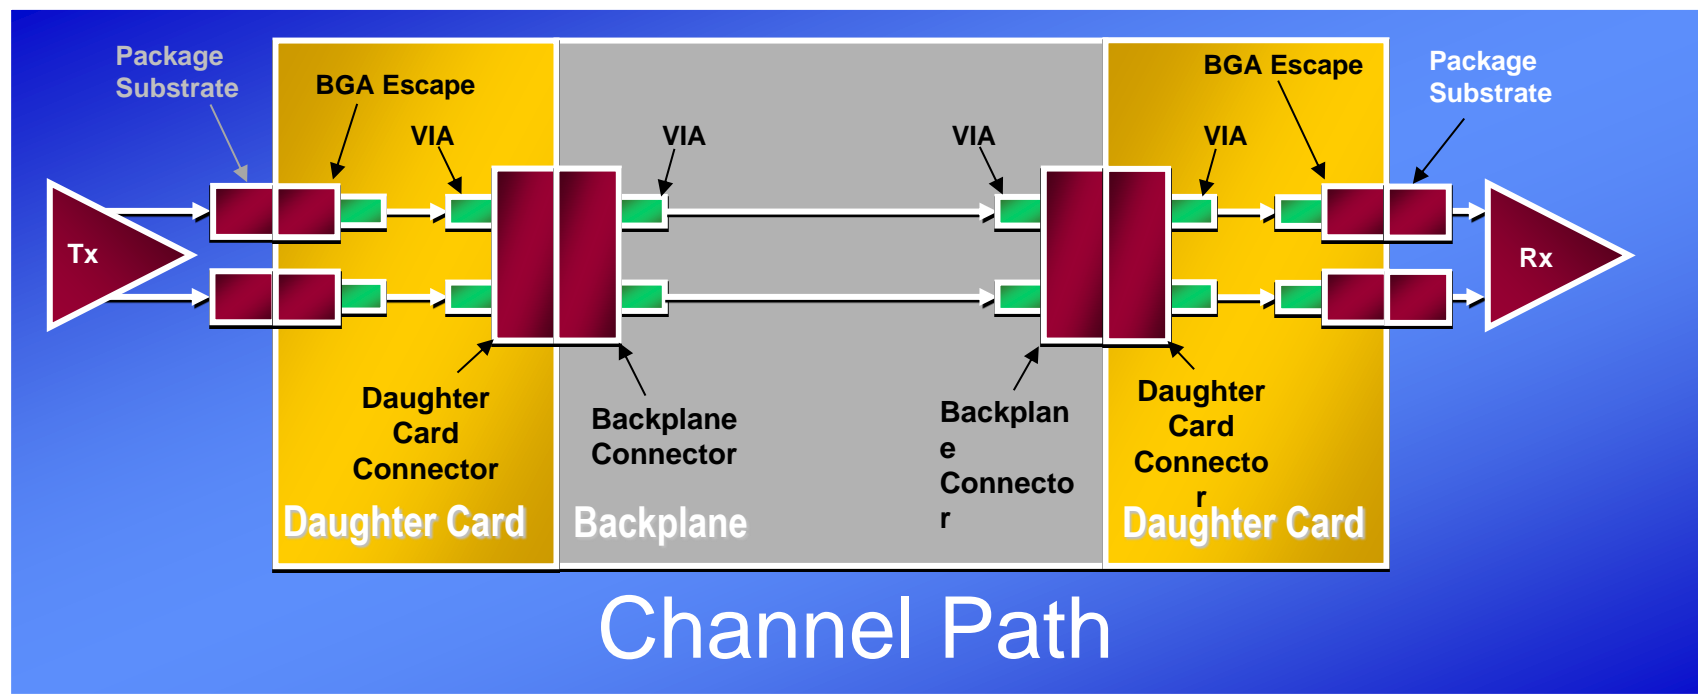 Package
Substrate
BGA Escape
VIA
VIA
VIA
BGA Escape
VIA
Package
Substrate
Tx
Rx
Daughter
Card
Connector
Backplane
Connector
Backplan
e
Connecto
r
Daughter
Card
Connecto
r
Daughter Card
Backplane
Daughter Card
Channel Path